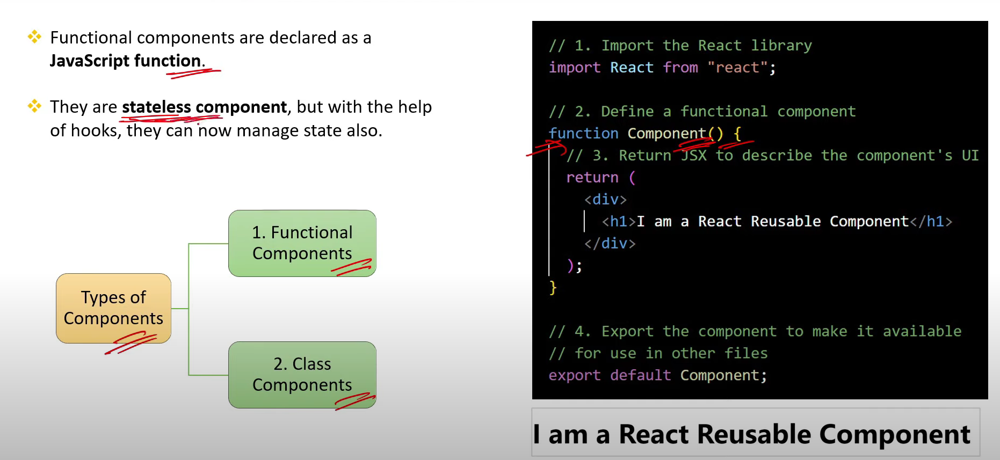 Functional components are declared as a
JavaScript function.
They are stateless component, but with the help
of hooks, they can now manage state also.
Types of
Components
1. Functional
Components
2. Class
Components
// 1. Import the React library
import React from "react";
// 2. Define a functional component
function Component() {
// 3. Return JSX to describe the component's UI
return (
<div>
<h1>I am a React Reusable Component</h1>
</div>
);
}
// 4. Export the component to make it available
// for use in other files
export default Component;
I am a React Reusable Component